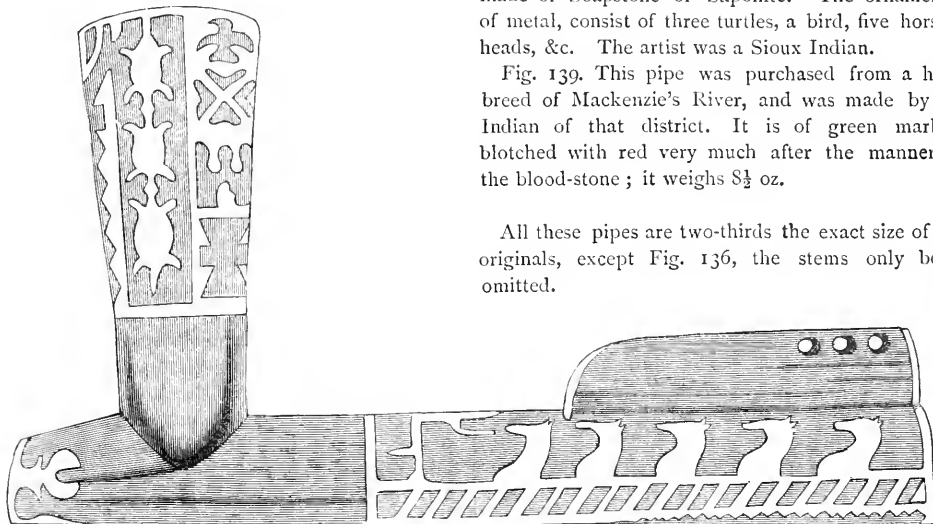 of metal, consist of three turtles, a bird, five hors
heads, &c. The artist was a Sioux Indian.
Fig. 139. This pipe was purchased from a h
breed of Mackenzie's River, and was made by
Indian of that district. It is of green marl
blotched with red very much after the manner
the blood-stone ; it weighs 8½ oz.
All these pipes are two-thirds the exact size of
originals, except Fig. 136, the stems only be
omitted.